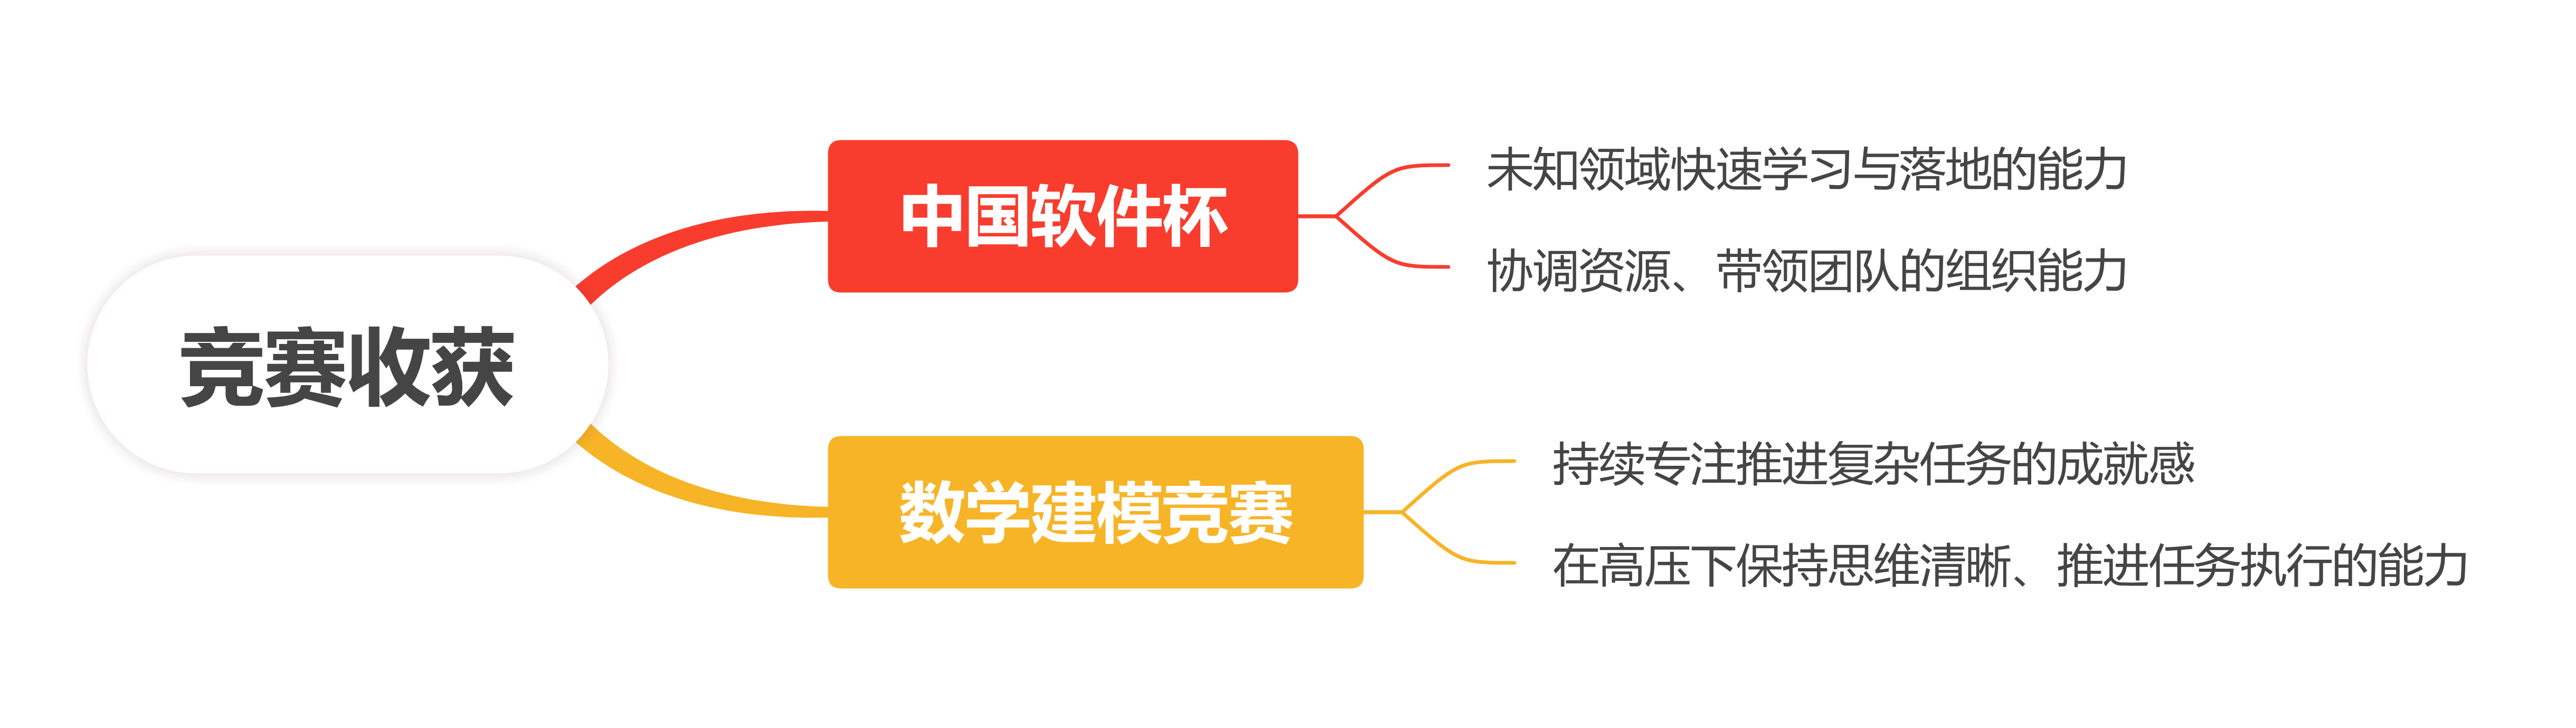 竞赛收获
中国软件杯
未知领域快速学习与落地的能力
协调资源、带领团队的组织能力
数学建模竞赛
持续专注推进复杂任务的成就感
在高压下保持思维清晰、推进任务执行的能力